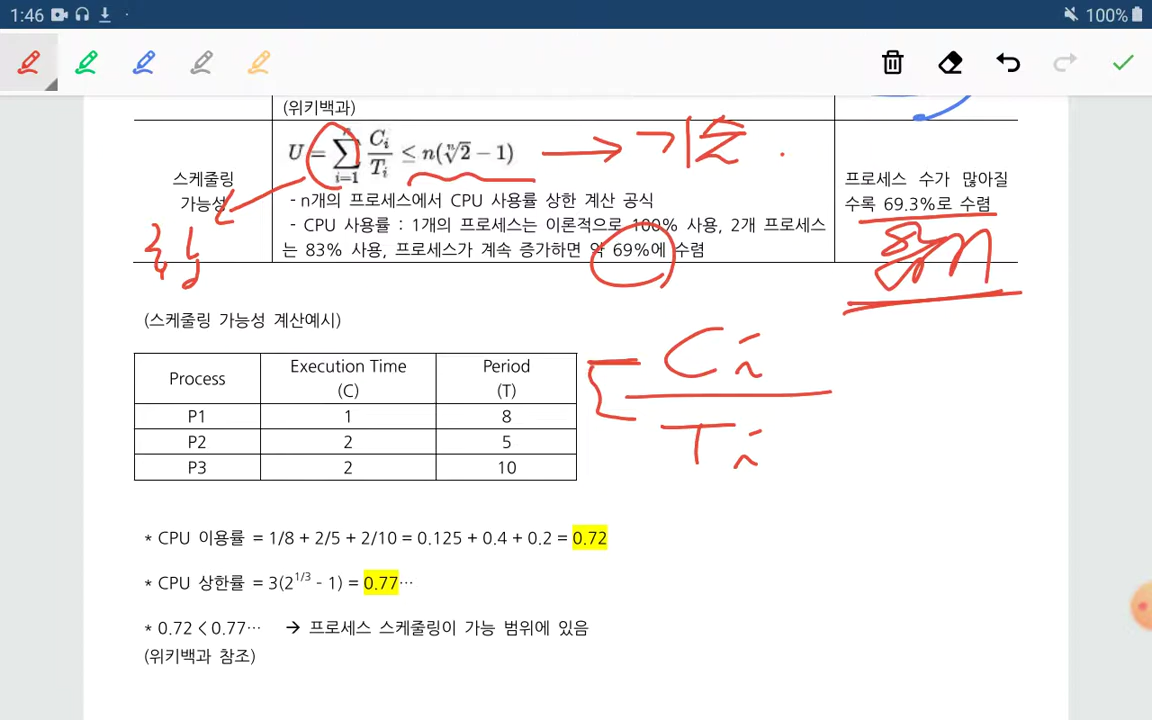 1:46
100%
(위키백과)
스케줄링
가능성
U = n∑i=1 Ci/Ti ≤ n(ⁿ√2 − 1)
기준
- n개의 프로세스에서 CPU 사용률 상한 계산 공식
- CPU 사용률 : 1개의 프로세스는 이론적으로 100% 사용, 2개 프로세스
는 83% 사용, 프로세스가 계속 증가하면 약 69%에 수렴
프로세스 수가 많아질
수록 69.3%로 수렴
(스케줄링 가능성 계산예시)
Process Execution Time (C) Period (T)
P1 1 8
P2 2 5
P3 2 10
Ci
Ti
* CPU 이용률 = 1/8 + 2/5 + 2/10 = 0.125 + 0.4 + 0.2 = 0.72
* CPU 상한률 = 3(2^1/3 - 1) = 0.77…
* 0.72 < 0.77… → 프로세스 스케줄링이 가능 범위에 있음
(위키백과 참조)